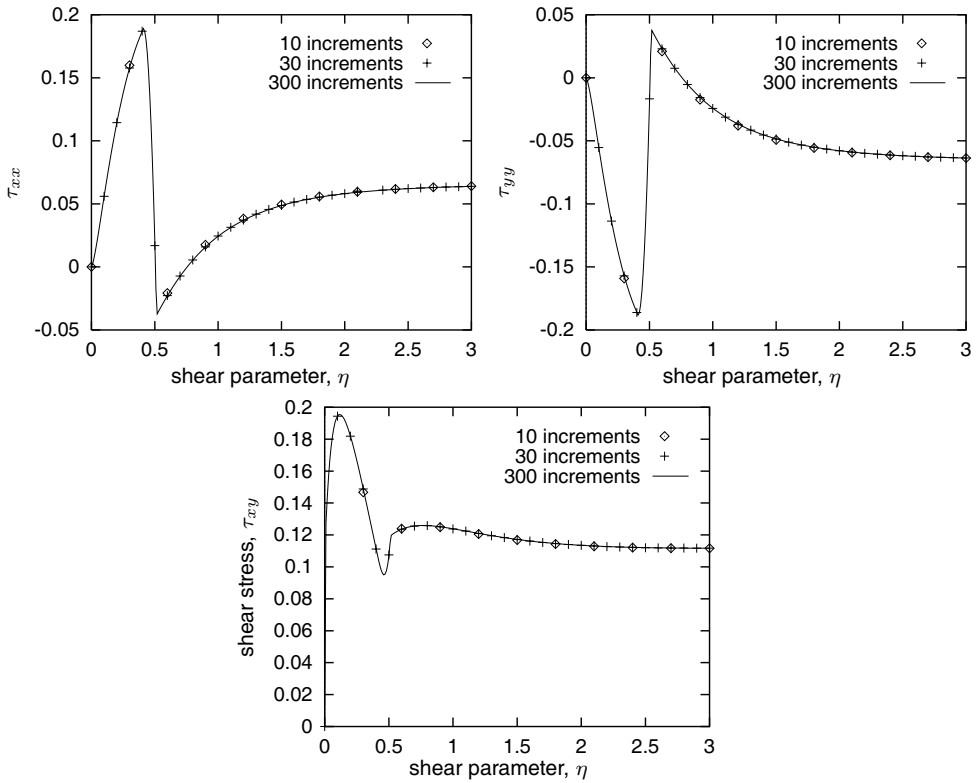 0.2
0.15
0.1
0.05
0
-0.05
τxx
10 increments
30 increments
300 increments
0 0.5 1 1.5 2 2.5 3
shear parameter, η
0.05
0
-0.05
-0.1
-0.15
-0.2
τyy
10 increments
30 increments
300 increments
0 0.5 1 1.5 2 2.5 3
shear parameter, η
0.2
0.18
0.16
0.14
0.12
0.1
0.08
0.06
0.04
0.02
0
shear stress, τxy
10 increments
30 increments
300 increments
0 0.5 1 1.5 2 2.5 3
shear parameter, η